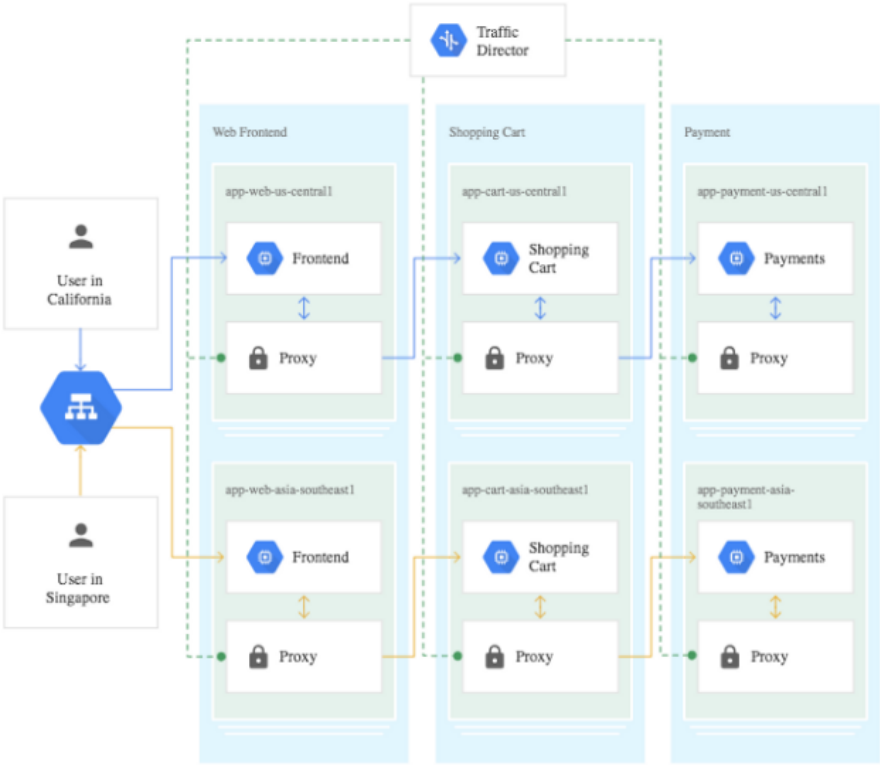 Traffic
Director
Web Frontend
Shopping Cart
Payment
app-web-us-central1
app-cart-us-central1
app-payment-us-central1
User in
California
Frontend
Shopping
Cart
Payments
Proxy
Proxy
Proxy
app-web-asia-southeast1
app-cart-asia-southeast1
app-payment-asia-
southeast1
User in
Singapore
Frontend
Shopping
Cart
Payments
Proxy
Proxy
Proxy